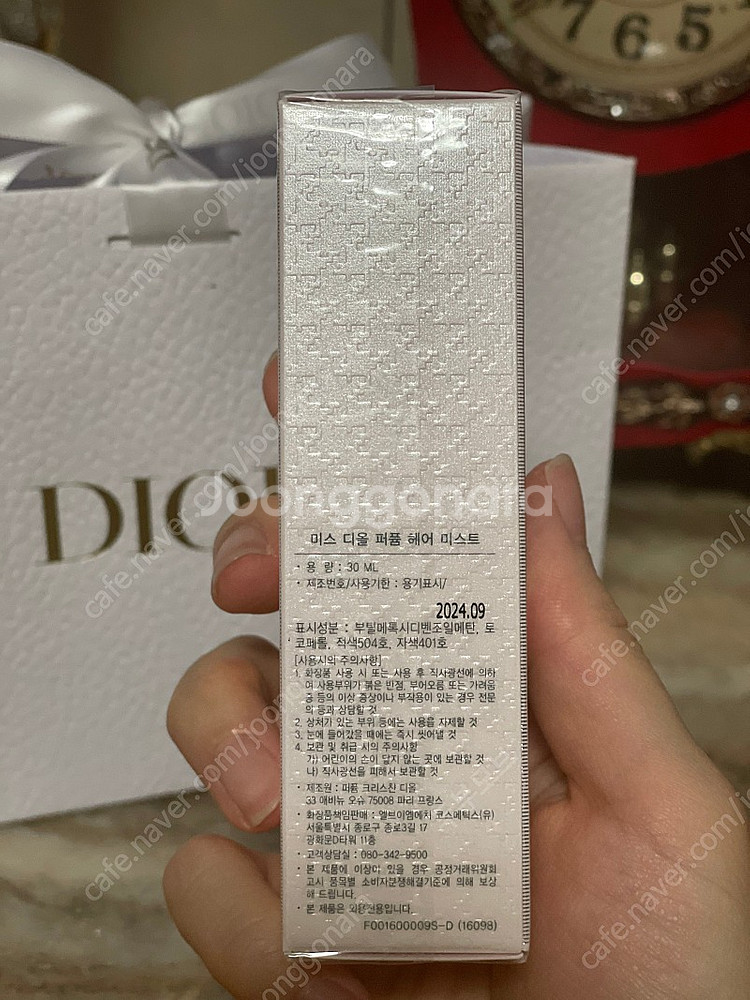 7 6 5
DIO
Joonggonara
미스 디올 퍼퓸 헤어 미스트
· 용 량 : 30 ML
· 제조번호/사용기한 : 용기표시/
2024.09
표시성분 : 부틸메톡시디벤조일메탄, 토
코페롤, 적색504호, 자색401호
[사용시의 주의사항]
1. 화장품 사용 시 또는 사용 후 직사광선에 의하
여 사용부위가 붉은 반점, 부어오름 또는 가려움
증 등의 이상 증상이나 부작용이 있는 경우 전문
의 등과 상담할 것
2. 상처가 있는 부위 등에는 사용을 자제할 것
3. 눈에 들어갔을 때에는 즉시 씻어낼 것
4. 보관 및 취급 시의 주의사항
가) 어린이의 손이 닿지 않는 곳에 보관할 것
나) 직사광선을 피해서 보관할 것
· 제조원 : 퍼퓸 크리스챤 디올
33 애비뉴 오슈 75008 파리 프랑스
· 화장품책임판매 : 엘브이엠에치 코스메틱스(유)
서울특별시 종로구 종로3길 17
광화문D타워 11층
· 고객상담실 : 080-342-9500
· 본 제품에 이상이 있을 경우 공정거래위원회
고시 품목별 소비자분쟁해결기준에 의해 보상
해 드립니다.
· 본 제품은 외용전용입니다.
F001600009S-D (16098)
cafe.naver.com/joonggonara